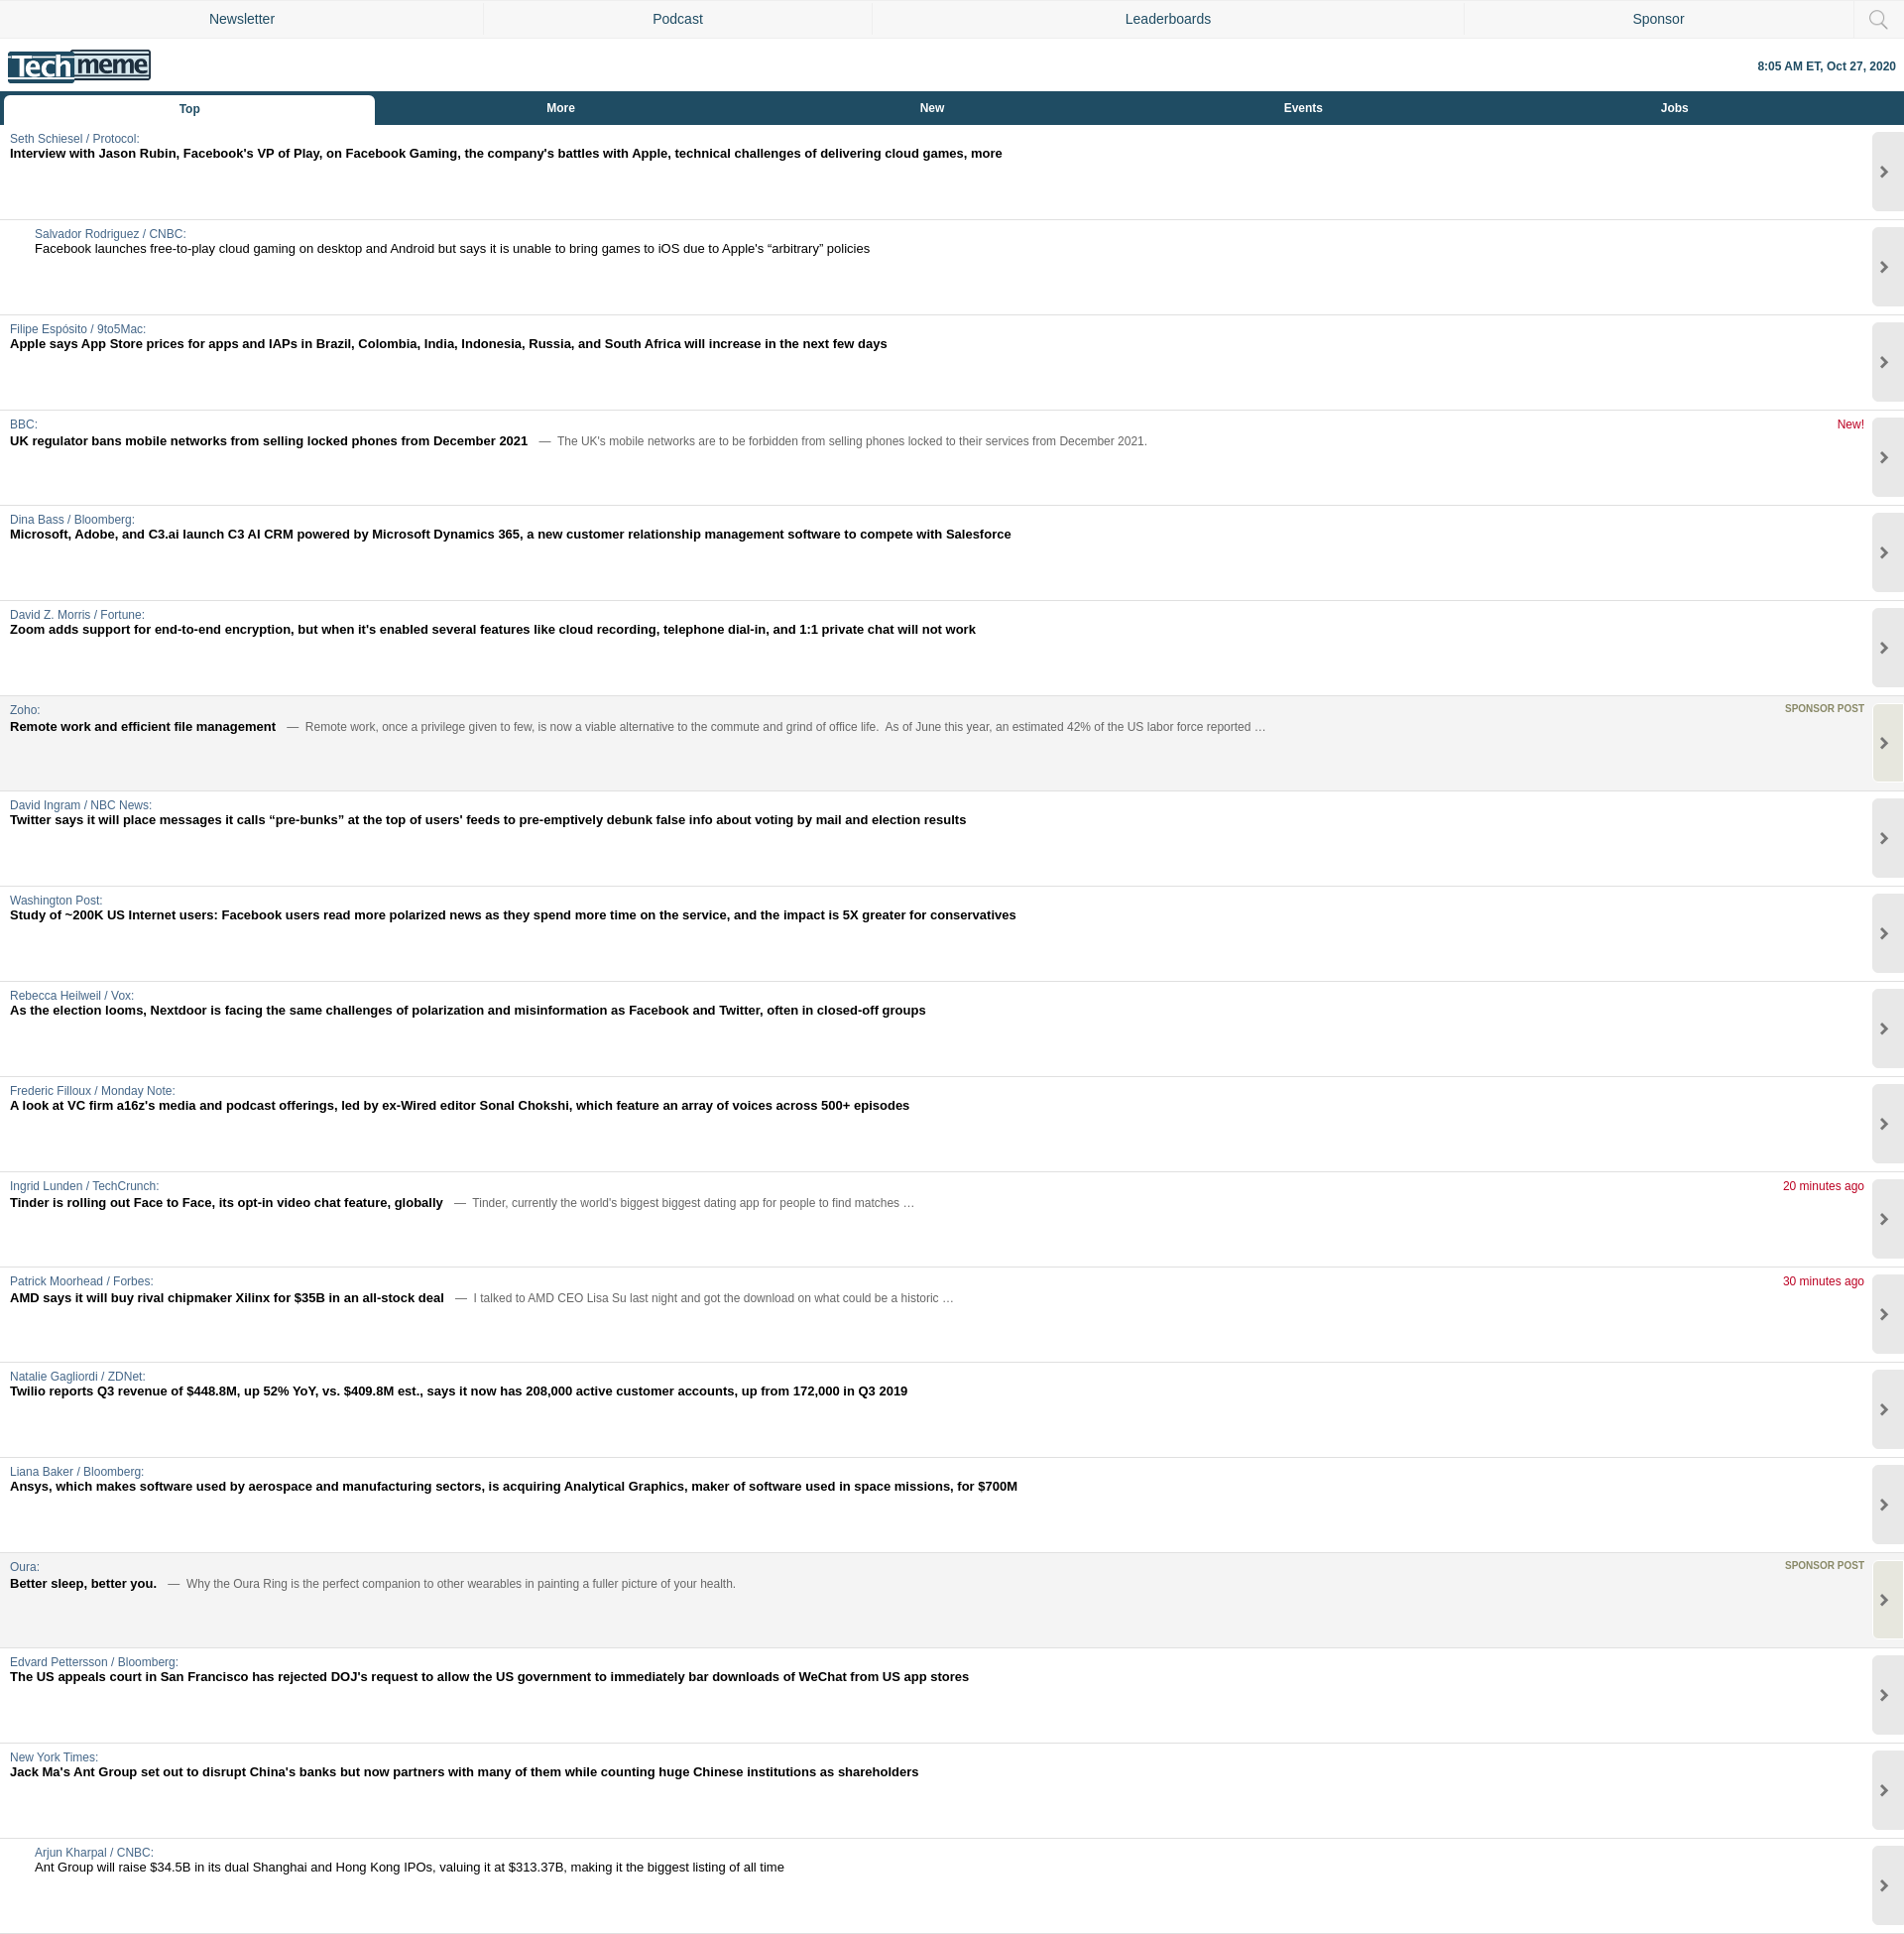 Newsletter Podcast Leaderboards Sponsor
Techmeme 8:05 AM ET, Oct 27, 2020
Top More New Events Jobs
Seth Schiesel / Protocol:
Interview with Jason Rubin, Facebook's VP of Play, on Facebook Gaming, the company's battles with Apple, technical challenges of delivering cloud games, more
Salvador Rodriguez / CNBC:
Facebook launches free-to-play cloud gaming on desktop and Android but says it is unable to bring games to iOS due to Apple's “arbitrary” policies
Filipe Espósito / 9to5Mac:
Apple says App Store prices for apps and IAPs in Brazil, Colombia, India, Indonesia, Russia, and South Africa will increase in the next few days
BBC: New!
UK regulator bans mobile networks from selling locked phones from December 2021 — The UK's mobile networks are to be forbidden from selling phones locked to their services from December 2021.
Dina Bass / Bloomberg:
Microsoft, Adobe, and C3.ai launch C3 AI CRM powered by Microsoft Dynamics 365, a new customer relationship management software to compete with Salesforce
David Z. Morris / Fortune:
Zoom adds support for end-to-end encryption, but when it's enabled several features like cloud recording, telephone dial-in, and 1:1 private chat will not work
Zoho: SPONSOR POST
Remote work and efficient file management — Remote work, once a privilege given to few, is now a viable alternative to the commute and grind of office life. As of June this year, an estimated 42% of the US labor force reported …
David Ingram / NBC News:
Twitter says it will place messages it calls “pre-bunks” at the top of users' feeds to pre-emptively debunk false info about voting by mail and election results
Washington Post:
Study of ~200K US Internet users: Facebook users read more polarized news as they spend more time on the service, and the impact is 5X greater for conservatives
Rebecca Heilweil / Vox:
As the election looms, Nextdoor is facing the same challenges of polarization and misinformation as Facebook and Twitter, often in closed-off groups
Frederic Filloux / Monday Note:
A look at VC firm a16z's media and podcast offerings, led by ex-Wired editor Sonal Chokshi, which feature an array of voices across 500+ episodes
Ingrid Lunden / TechCrunch: 20 minutes ago
Tinder is rolling out Face to Face, its opt-in video chat feature, globally — Tinder, currently the world's biggest biggest dating app for people to find matches …
Patrick Moorhead / Forbes: 30 minutes ago
AMD says it will buy rival chipmaker Xilinx for $35B in an all-stock deal — I talked to AMD CEO Lisa Su last night and got the download on what could be a historic …
Natalie Gagliordi / ZDNet:
Twilio reports Q3 revenue of $448.8M, up 52% YoY, vs. $409.8M est., says it now has 208,000 active customer accounts, up from 172,000 in Q3 2019
Liana Baker / Bloomberg:
Ansys, which makes software used by aerospace and manufacturing sectors, is acquiring Analytical Graphics, maker of software used in space missions, for $700M
Oura: SPONSOR POST
Better sleep, better you. — Why the Oura Ring is the perfect companion to other wearables in painting a fuller picture of your health.
Edvard Pettersson / Bloomberg:
The US appeals court in San Francisco has rejected DOJ's request to allow the US government to immediately bar downloads of WeChat from US app stores
New York Times:
Jack Ma's Ant Group set out to disrupt China's banks but now partners with many of them while counting huge Chinese institutions as shareholders
Arjun Kharpal / CNBC:
Ant Group will raise $34.5B in its dual Shanghai and Hong Kong IPOs, valuing it at $313.37B, making it the biggest listing of all time